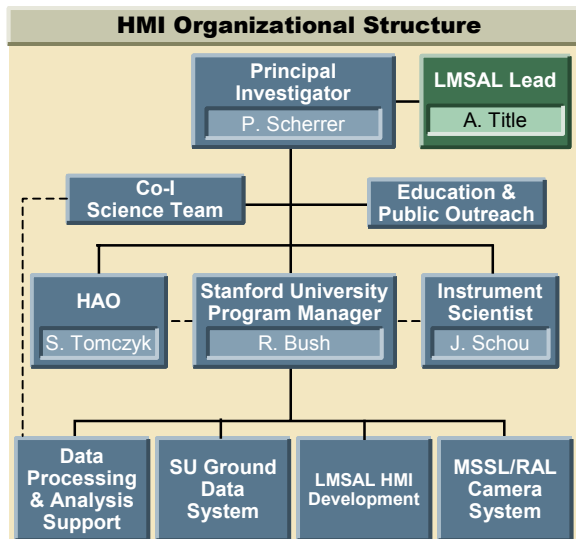 HMI Organizational Structure
Principal
Investigator
P. Scherrer
LMSAL Lead
A. Title
Co-I
Science Team
Education &
Public Outreach
HAO
S. Tomczyk
Stanford University
Program Manager
R. Bush
Instrument
Scientist
J. Schou
Data
Processing
& Analysis
Support
SU Ground
Data
System
LMSAL HMI
Development
MSSL/RAL
Camera
System